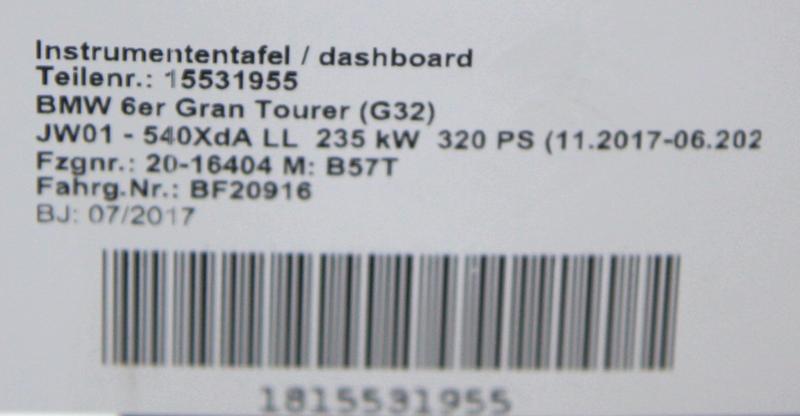 Instrumententafel / dashboard
Teilenr.: 15531955
BMW 6er Gran Tourer (G32)
JW01 - 540XdA LL 235 kW 320 PS (11.2017-06.202
Fzgnr.: 20-16404 M: B57T
Fahrg.Nr.: BF20916
BJ: 07/2017
1815531955